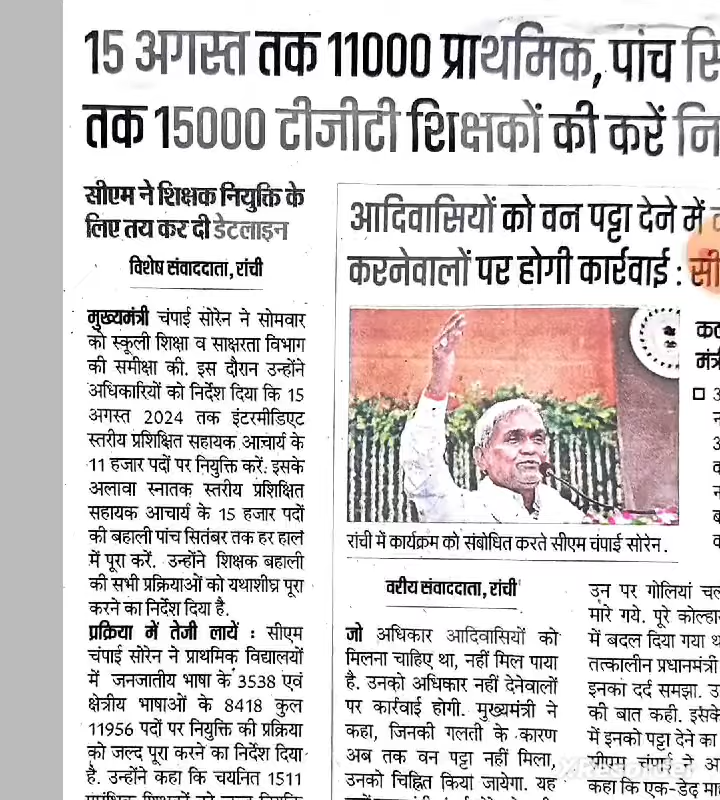 15 अगस्त तक 11000 प्राथमिक, पांच
तक 15000 टीजीटी शिक्षकों की करें
सीएम ने शिक्षक नियुक्ति के
लिए तय कर दी डेटलाइन
विशेष संवाददाता, रांची
मुख्यमंत्री चंपाई सोरेन ने सोमवार
को स्कूली शिक्षा व साक्षरता विभाग
की समीक्षा की. इस दौरान उन्होंने
अधिकारियों को निर्देश दिया कि 15
अगस्त 2024 तक इंटरमीडिएट
स्तरीय प्रशिक्षित सहायक आचार्य के
11 हजार पदों पर नियुक्ति करें. इसके
अलावा स्नातक स्तरीय प्रशिक्षित
सहायक आचार्य के 15 हजार पदों
की बहाली पांच सितंबर तक हर हाल
में पूरा करें. उन्होंने शिक्षक बहाली
की सभी प्रक्रियाओं को यथाशीघ्र पूरा
करने का निर्देश दिया है.
प्रक्रिया में तेजी लायें : सीएम
चंपाई सोरेन ने प्राथमिक विद्यालयों
में जनजातीय भाषा के 3538 एवं
क्षेत्रीय भाषाओं के 8418 कुल
11956 पदों पर नियुक्ति की प्रक्रिया
को जल्द पूरा करने का निर्देश दिया
है. उन्होंने कहा कि चयनित 1511
आदिवासियों को वन पट्टा देने में
करनेवालों पर होगी कार्रवाई :
रांची में कार्यक्रम को संबोधित करते सीएम चंपाई सोरेन.
वरीय संवाददाता, रांची
जो अधिकार आदिवासियों को
मिलना चाहिए था, नहीं मिल पाया
है. उनको अधिकार नहीं देनेवालों
पर कार्रवाई होगी. मुख्यमंत्री ने
कहा, जिनकी गलती के कारण
अब तक वन पट्टा नहीं मिला,
उनको चिह्नित किया जायेगा. यह
उन पर गोलियां
मारे गये. पूरे
में बदल दिया गया
तत्कालीन प्रधानमंत्री
इनका दर्द समझा.
की बात कही. इसके
में इनको पट्टा देने का
सीएम चंपाई ने
कहा कि एक-डेढ़